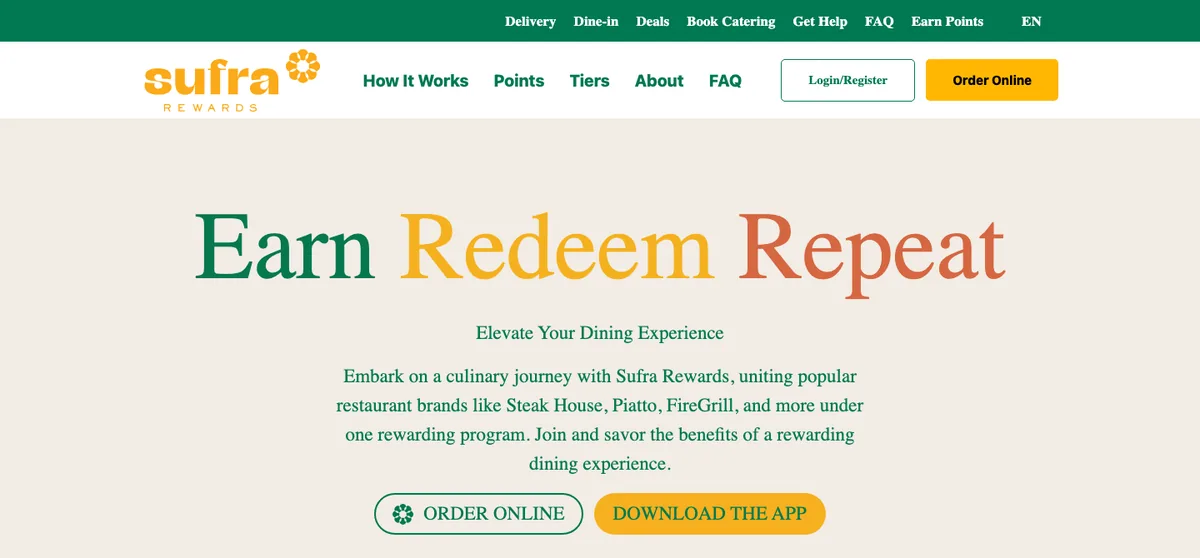 Delivery Dine-in Deals Book Catering Get Help FAQ Earn Points EN
sufra
REWARDS
How It Works Points Tiers About FAQ Login/Register Order Online
Earn Redeem Repeat
Elevate Your Dining Experience
Embark on a culinary journey with Sufra Rewards, uniting popular
restaurant brands like Steak House, Piatto, FireGrill, and more under
one rewarding program. Join and savor the benefits of a rewarding
dining experience.
ORDER ONLINE DOWNLOAD THE APP